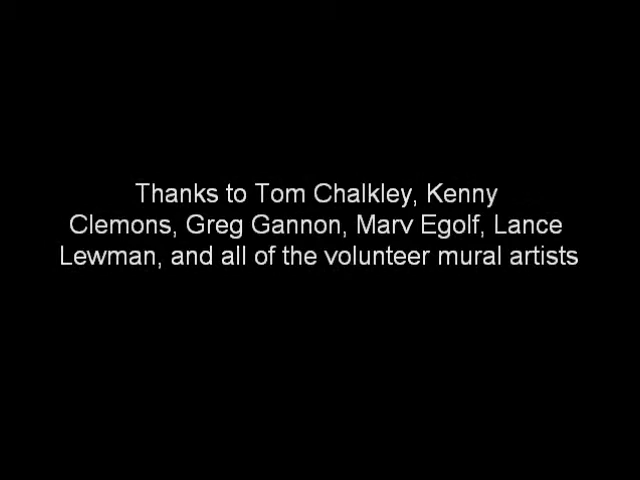 Thanks to Tom Chalkley, Kenny
Clemons, Greg Gannon, Marv Egolf, Lance
Lewman, and all of the volunteer mural artists